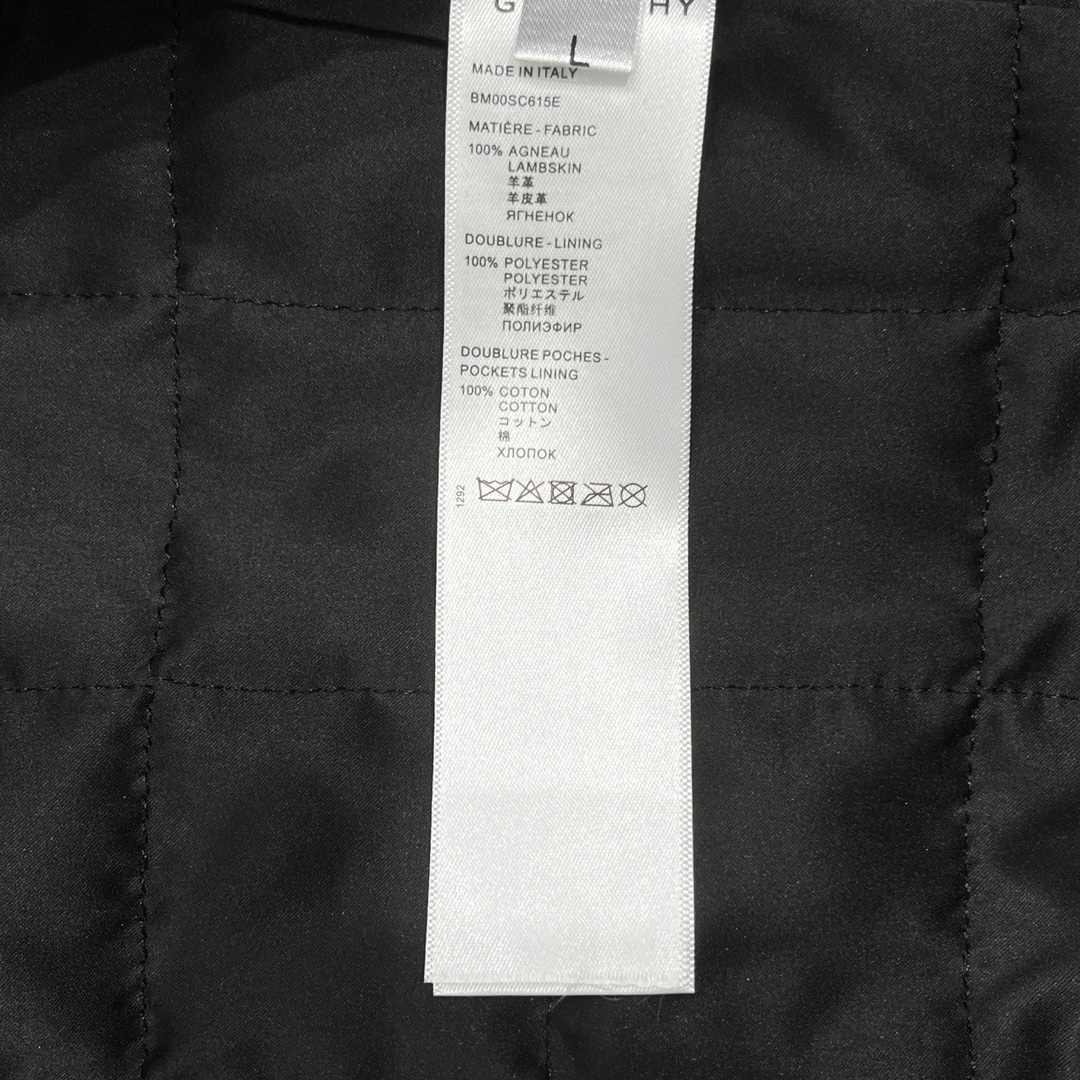 G HY
L
MADE IN ITALY
BM00SC615E
MATIÈRE - FABRIC
100% AGNEAU
LAMBSKIN
羊革
羊皮革
ЯГНЕНОК
DOUBLURE - LINING
100% POLYESTER
POLYESTER
ポリエステル
聚酯纤维
ПОЛИЭФИР
DOUBLURE POCHES -
POCKETS LINING
100% COTON
COTTON
コットン
棉
ХЛОПОК
1292